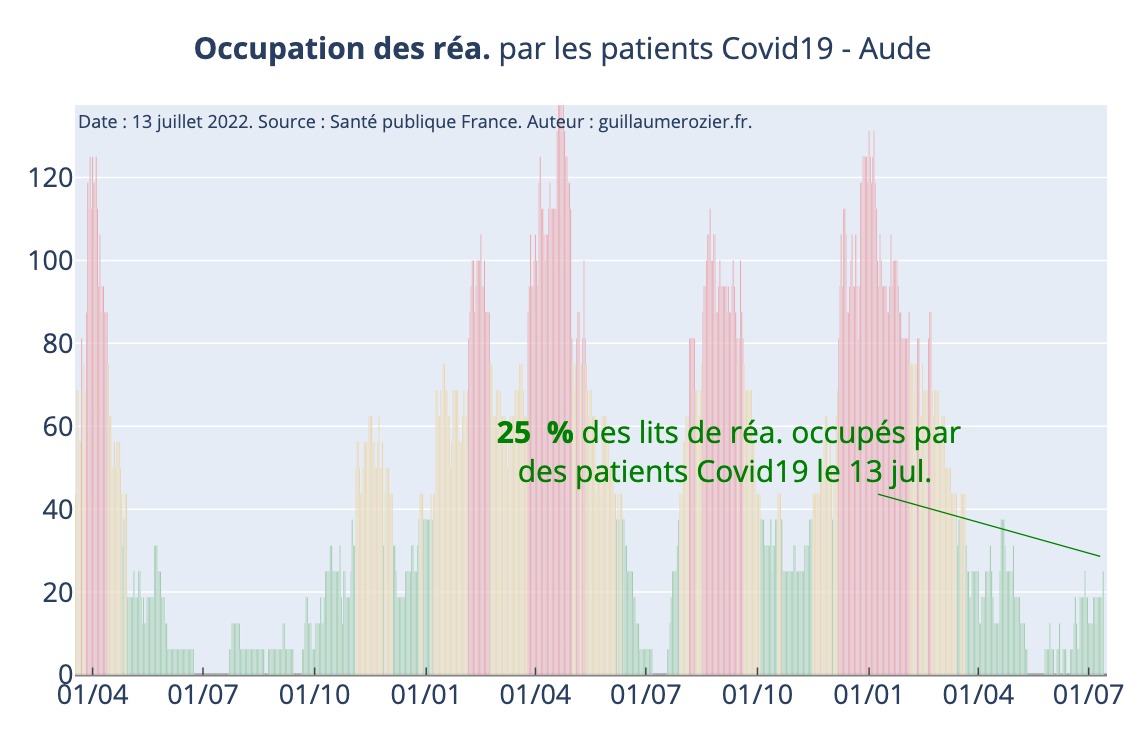 Occupation des réa. par les patients Covid19 - Aude
Date : 13 juillet 2022. Source : Santé publique France. Auteur : guillaumerozier.fr.
120
100
80
60
40
20
0
25 % des lits de réa. occupés par
des patients Covid19 le 13 jul.
01/04 01/07 01/10 01/01 01/04 01/07 01/10 01/01 01/04 01/07